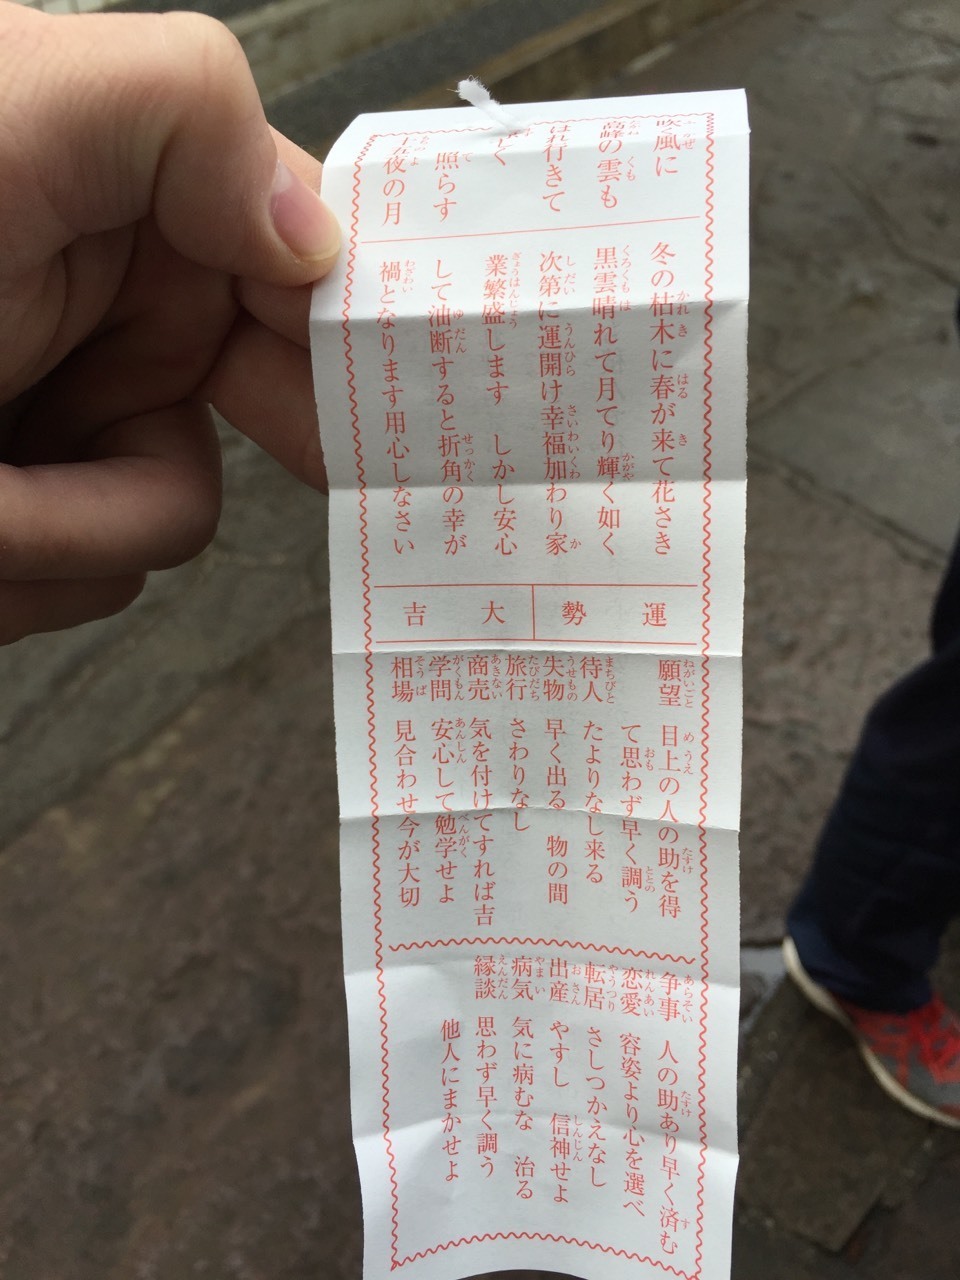 吹く風に
高峰の雲も
はれ行きて
涼しく照らす
十五夜の月
冬の枯木に春が来て花さき
黒雲晴れて月てり輝く如く
次第に運開け幸福加わり家
業繁盛します しかし安心
して油断すると折角の幸が
禍となります用心しなさい
運勢 大吉
願望 目上の人の助を得
て思わず早く調う
待人 たよりなし来る
失物 早く出る 物の間
旅行 さわりなし
商売 気を付けてすれば吉
学問 安心して勉学せよ
相場 見合わせ今が大切
争事 人の助あり早く済む
恋愛 容姿より心を選べ
転居 さしつかえなし
出産 やすし 信神せよ
病気 気に病むな 治る
縁談 思わず早く調う
他人にまかせよ